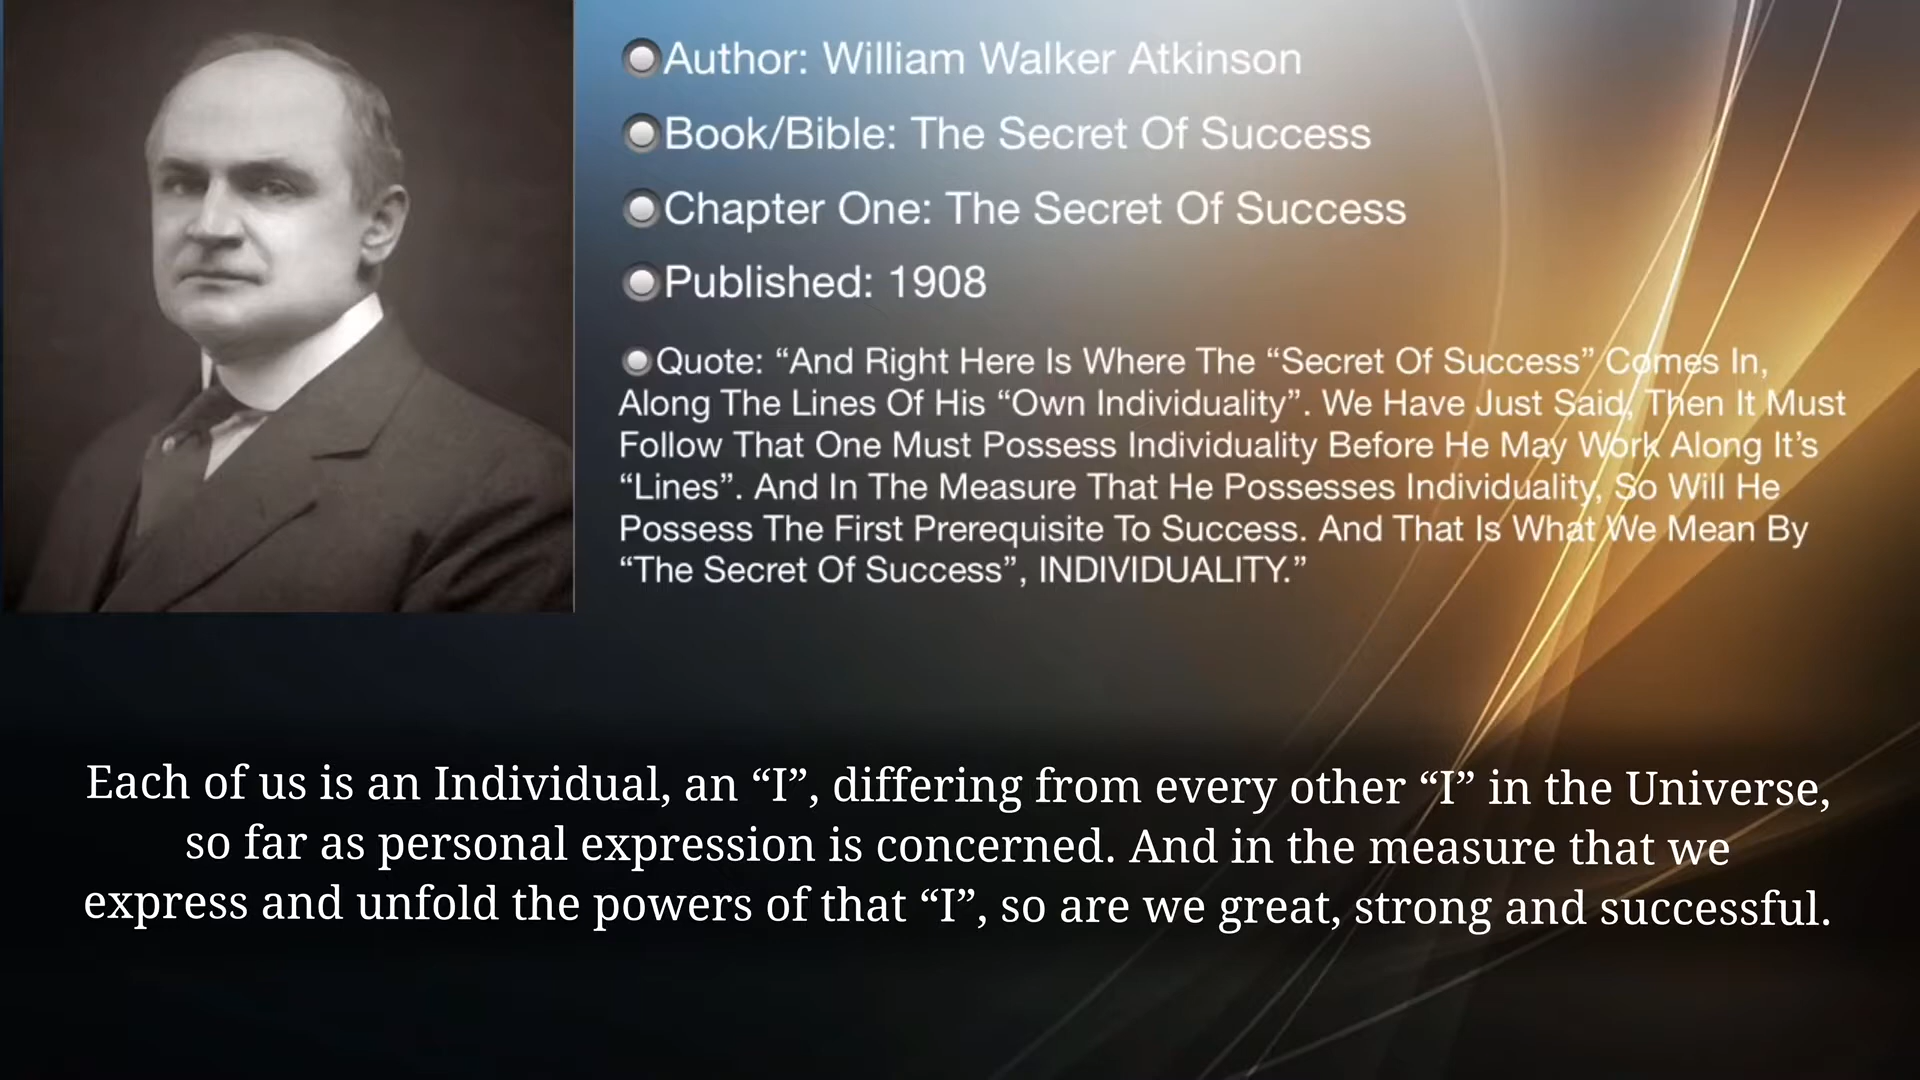 Author: William Walker Atkinson
Book/Bible: The Secret Of Success
Chapter One: The Secret Of Success
Published: 1908
Quote: “And Right Here Is Where The “Secret Of Success” Comes In,
Along The Lines Of His “Own Individuality”. We Have Just Said, Then It Must
Follow That One Must Possess Individuality Before He May Work Along It’s
“Lines”. And In The Measure That He Possesses Individuality, So Will He
Possess The First Prerequisite To Success. And That Is What We Mean By
“The Secret Of Success”, INDIVIDUALITY.”
Each of us is an Individual, an “I”, differing from every other “I” in the Universe,
so far as personal expression is concerned. And in the measure that we
express and unfold the powers of that “I”, so are we great, strong and successful.